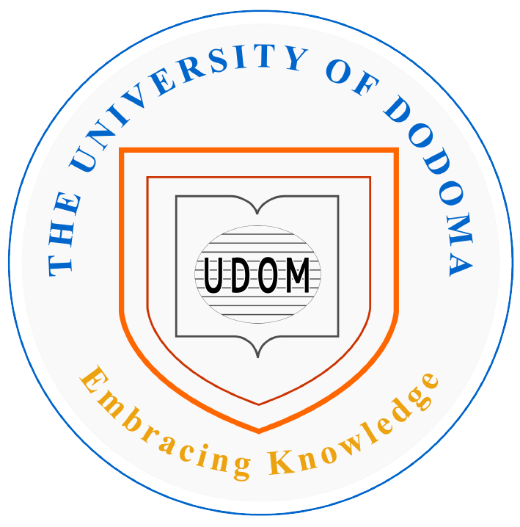 THE UNIVERSITY OF DODOMA
UDOM
Embracing Knowledge